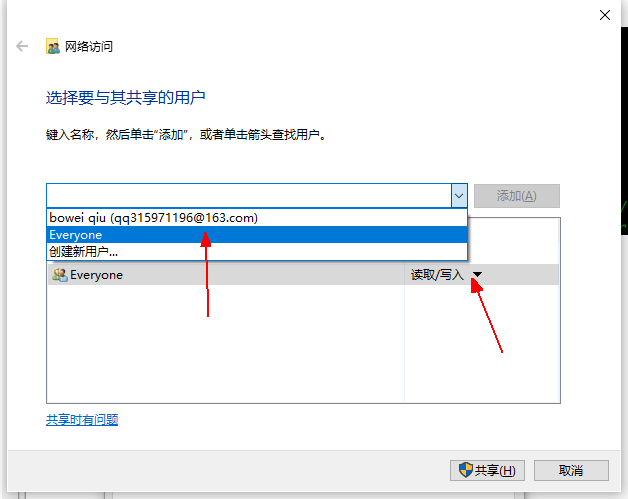 网络访问
选择要与其共享的用户
键入名称，然后单击“添加”，或者单击箭头查找用户。
添加(A)
bowei qiu (qq315971196@163.com)
Everyone
创建新用户...
Everyone 读取/写入
共享时有问题
共享(H) 取消